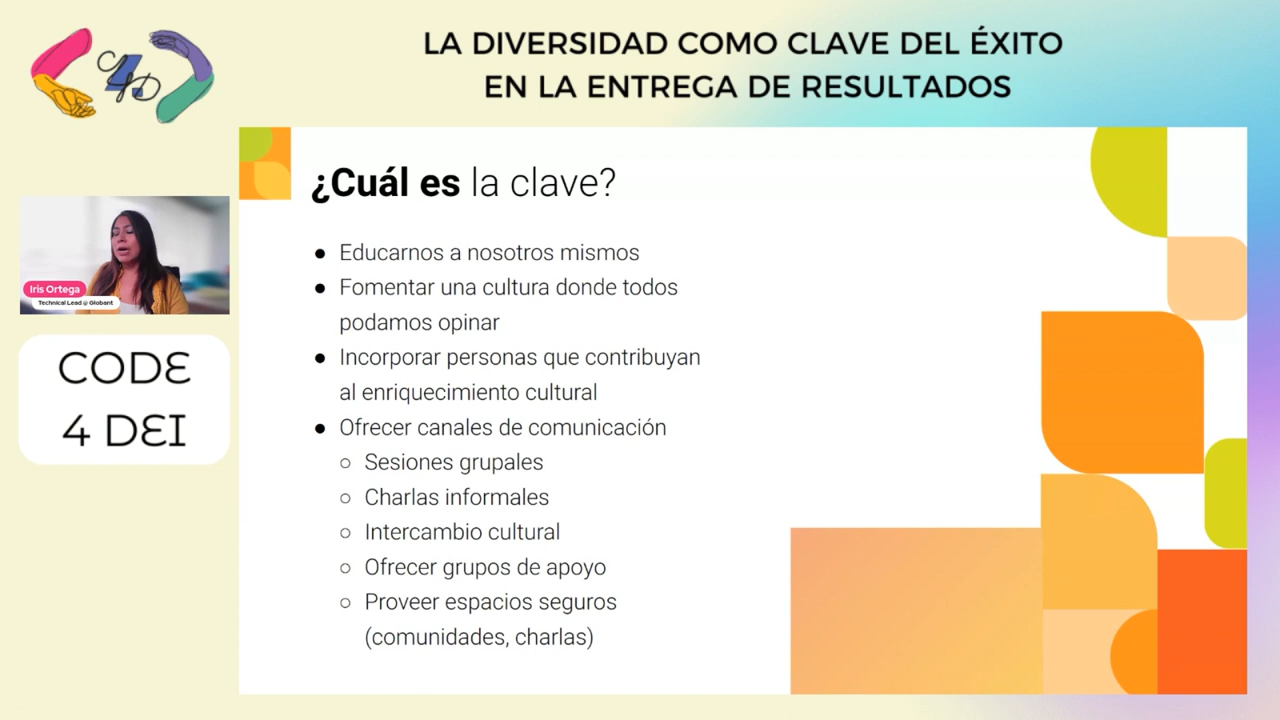 LA DIVERSIDAD COMO CLAVE DEL ÉXITO
EN LA ENTREGA DE RESULTADOS
¿Cuál es la clave?
● Educarnos a nosotros mismos
● Fomentar una cultura donde todos
podamos opinar
● Incorporar personas que contribuyan
al enriquecimiento cultural
● Ofrecer canales de comunicación
○ Sesiones grupales
○ Charlas informales
○ Intercambio cultural
○ Ofrecer grupos de apoyo
○ Proveer espacios seguros
(comunidades, charlas)
Iris Ortega
Technical Lead @ Globant
CODE
4 DEI